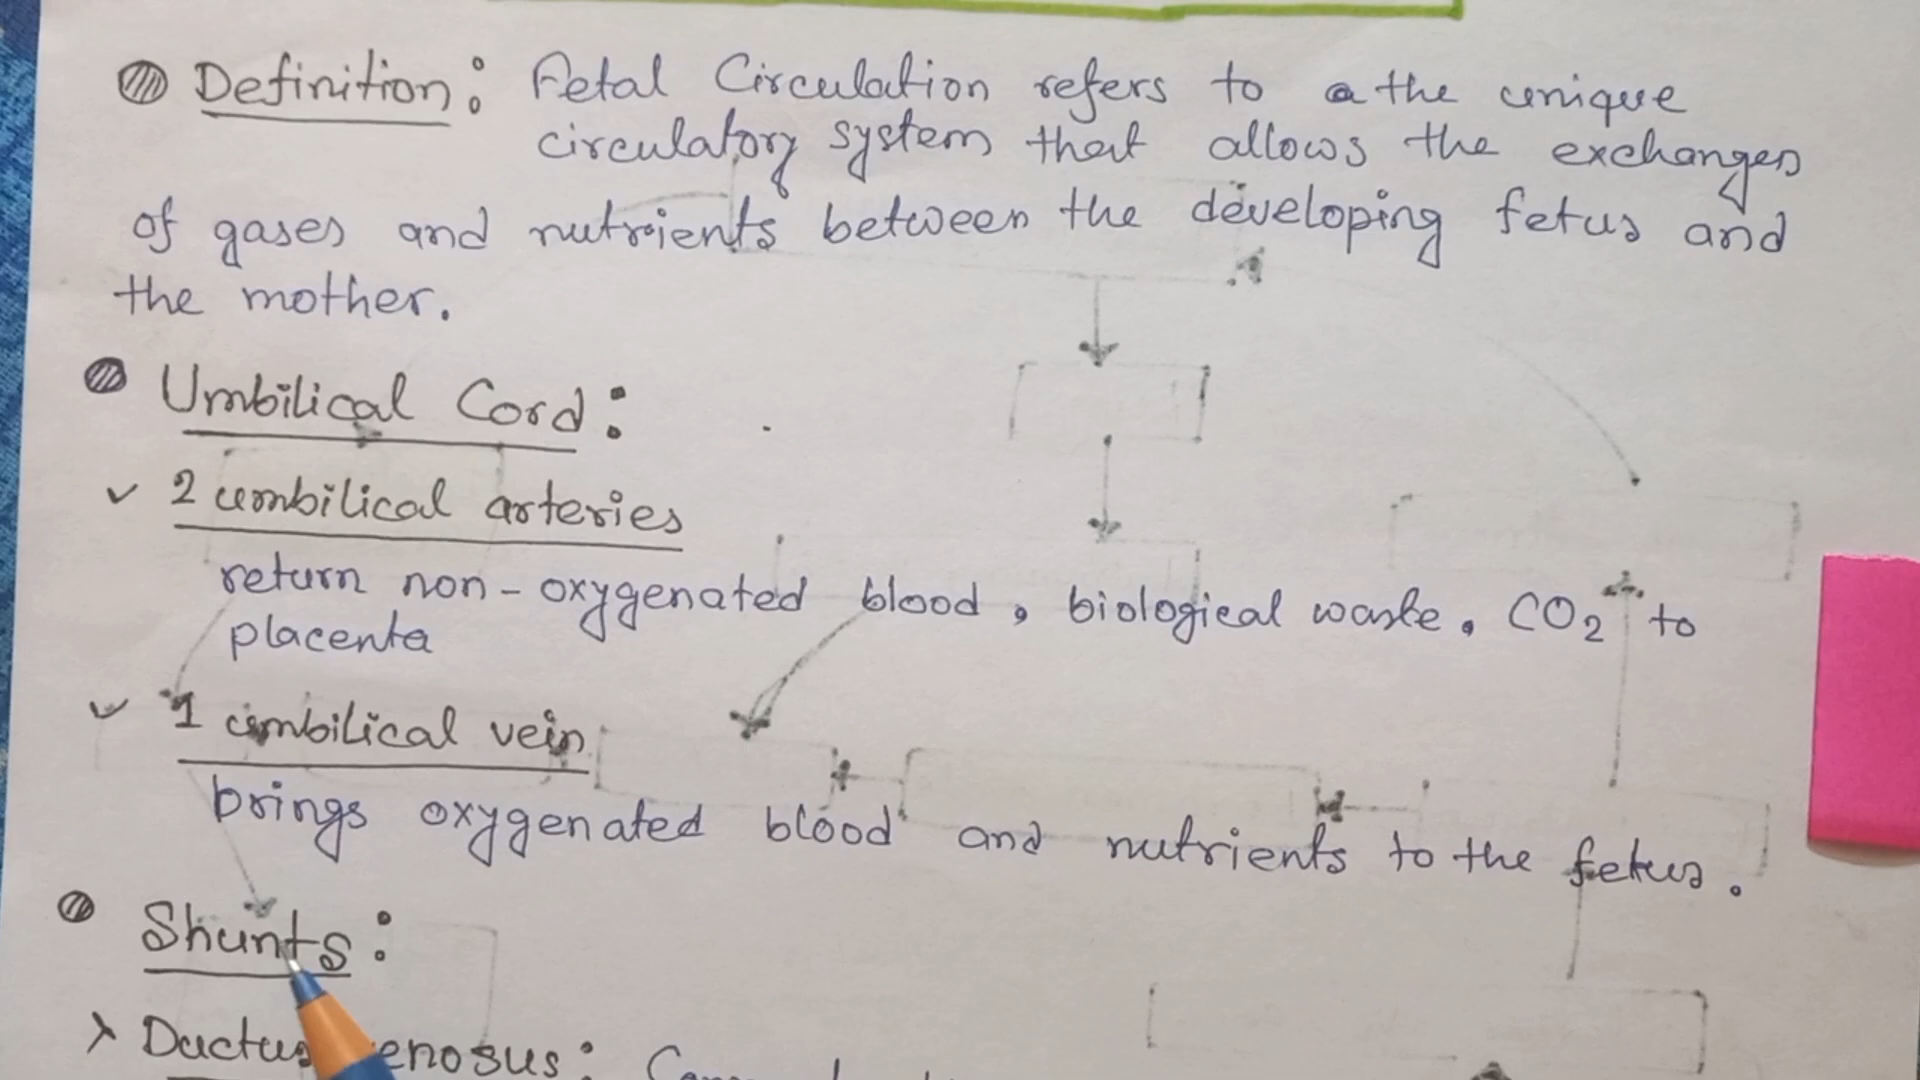 Definition: Fetal Circulation refers to a the unique
circulatory system that allows the exchanges
of gases and nutrients between the developing fetus and
the mother.
Umbilical Cord:
✓ 2 umbilical arteries
return non-oxygenated blood, biological waste, CO2 to
placenta
✓ 1 umbilical vein
brings oxygenated blood and nutrients to the fetus.
Shunts: